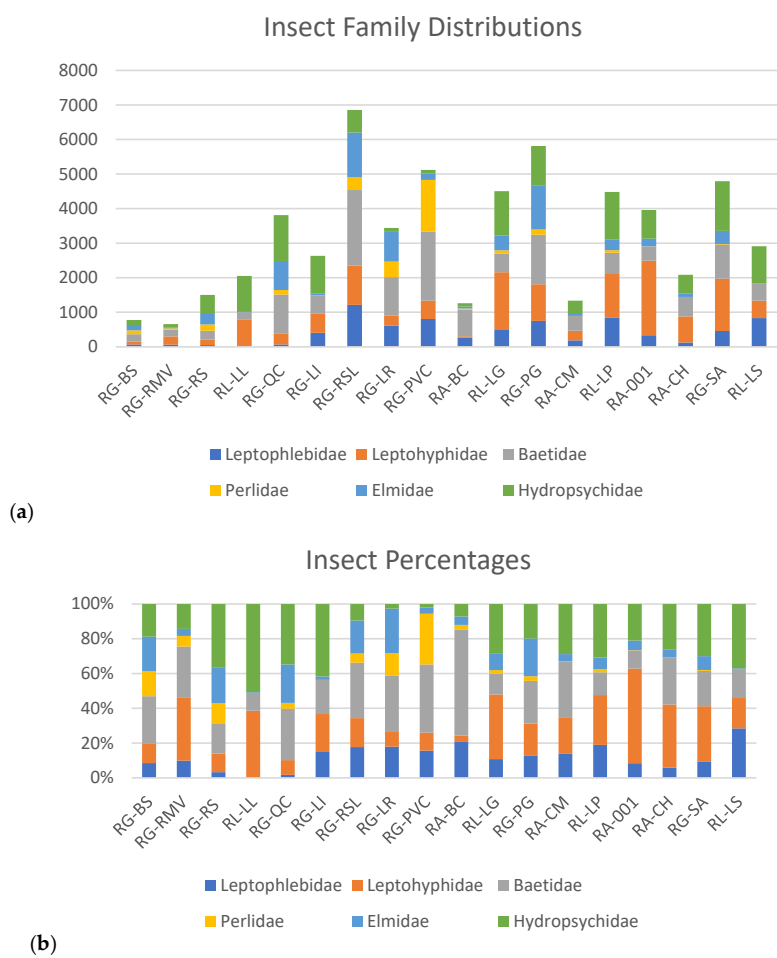 Insect Family Distributions
8000
7000
6000
5000
4000
3000
2000
1000
0
RG-BS
RG-RMV
RG-RS
RL-LL
RG-QC
RG-LI
RG-RSL
RG-LR
RG-PVC
RA-BC
RL-LG
RG-PG
RA-CM
RL-LP
RA-001
RA-CH
RG-SA
RL-LS
Leptophlebidae Leptohyphidae Baetidae
Perlidae Elmidae Hydropsychidae
(a)
Insect Percentages
100%
80%
60%
40%
20%
0%
RG-BS
RG-RMV
RG-RS
RL-LL
RG-QC
RG-LI
RG-RSL
RG-LR
RG-PVC
RA-BC
RL-LG
RG-PG
RA-CM
RL-LP
RA-001
RA-CH
RG-SA
RL-LS
Leptophlebidae Leptohyphidae Baetidae
Perlidae Elmidae Hydropsychidae
(b)